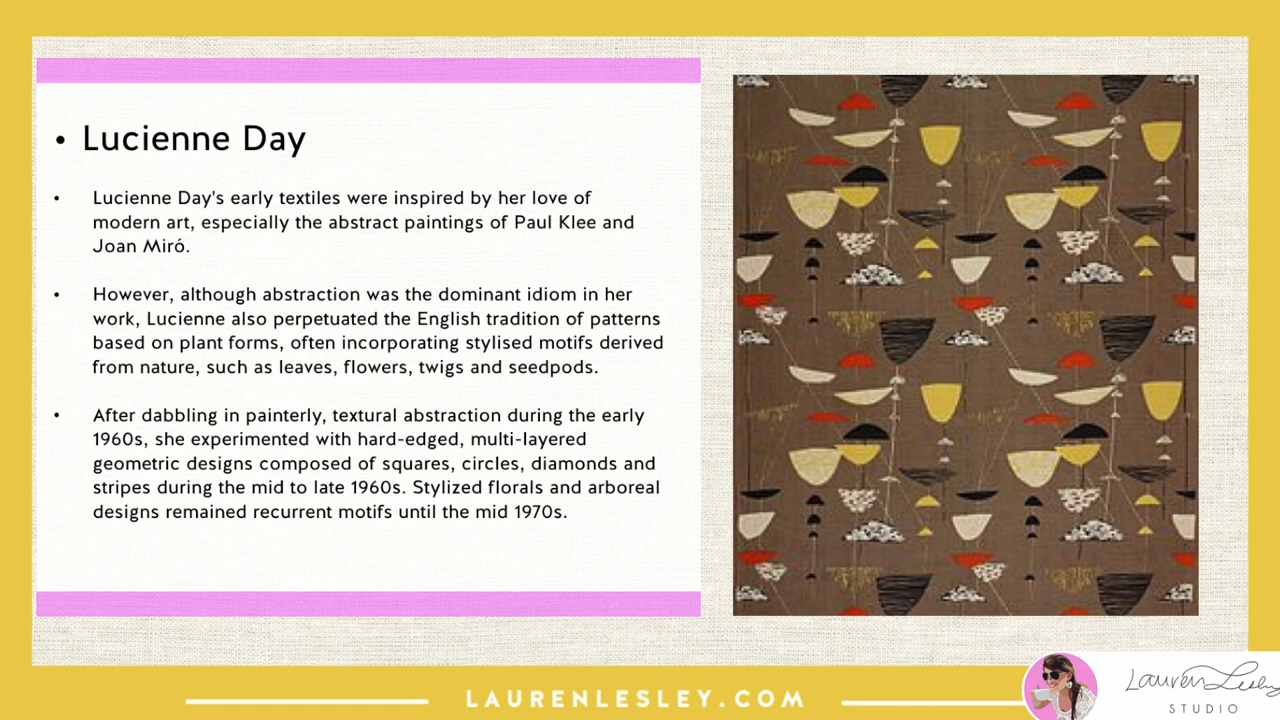 • Lucienne Day
• Lucienne Day's early textiles were inspired by her love of
modern art, especially the abstract paintings of Paul Klee and
Joan Miró.
• However, although abstraction was the dominant idiom in her
work, Lucienne also perpetuated the English tradition of patterns
based on plant forms, often incorporating stylised motifs derived
from nature, such as leaves, flowers, twigs and seedpods.
• After dabbling in painterly, textural abstraction during the early
1960s, she experimented with hard-edged, multi-layered
geometric designs composed of squares, circles, diamonds and
stripes during the mid to late 1960s. Stylized florals and arboreal
designs remained recurrent motifs until the mid 1970s.
LAURENLESLEY.COM
Lauren Lesley
STUDIO